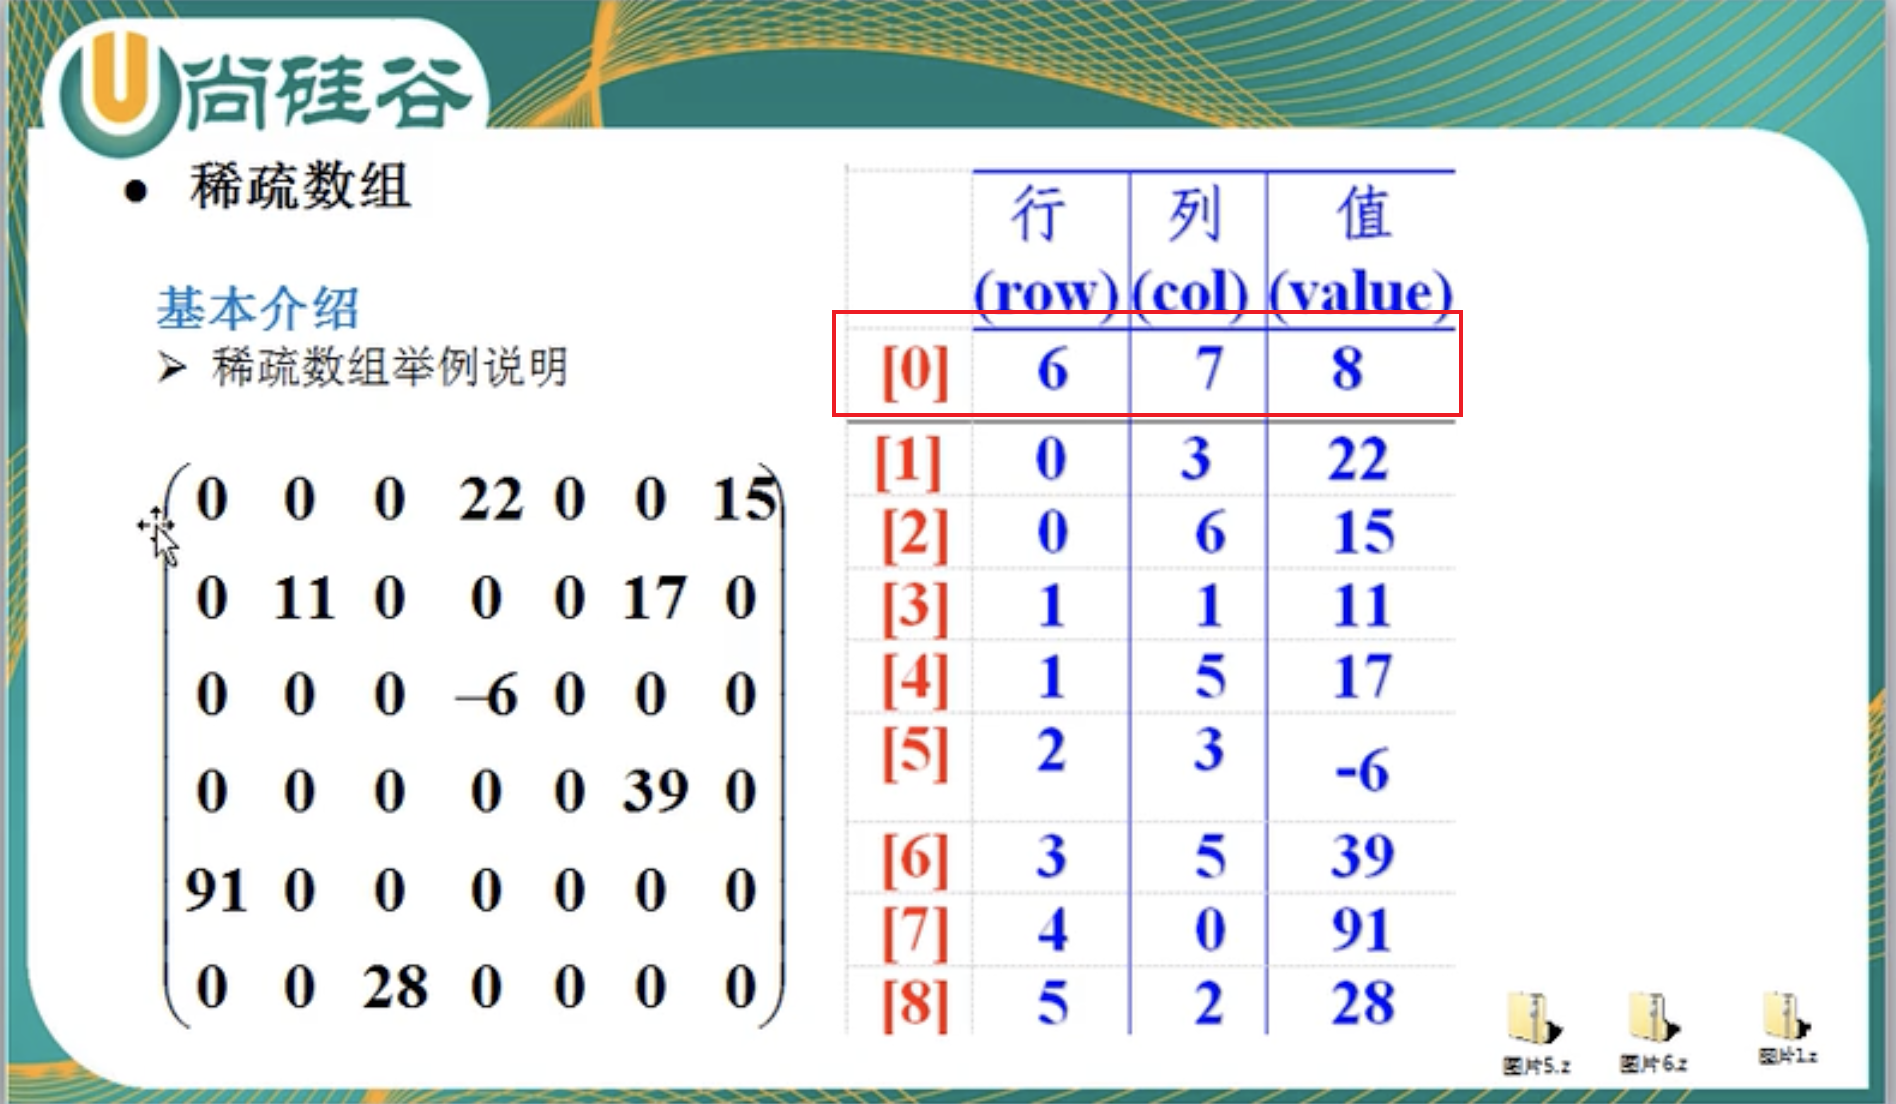 尚硅谷
稀疏数组
基本介绍
稀疏数组举例说明
0 0 0 22 0 0 15
0 11 0 0 0 17 0
0 0 0 –6 0 0 0
0 0 0 0 0 39 0
91 0 0 0 0 0 0
0 0 28 0 0 0 0
行 列 值
(row) (col) (value)
[0] 6 7 8
[1] 0 3 22
[2] 0 6 15
[3] 1 1 11
[4] 1 5 17
[5] 2 3 -6
[6] 3 5 39
[7] 4 0 91
[8] 5 2 28
图片5.z 图片6.z 图片1.z